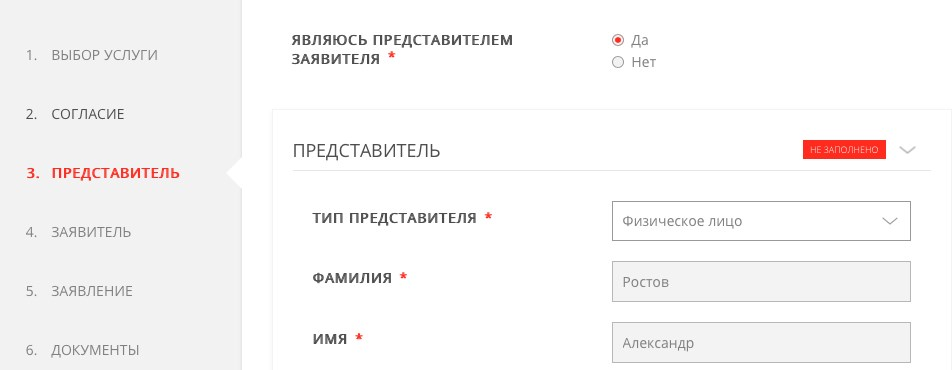 1. ВЫБОР УСЛУГИ
2. СОГЛАСИЕ
3. ПРЕДСТАВИТЕЛЬ
4. ЗАЯВИТЕЛЬ
5. ЗАЯВЛЕНИЕ
6. ДОКУМЕНТЫ
ЯВЛЯЮСЬ ПРЕДСТАВИТЕЛЕМ
ЗАЯВИТЕЛЯ *
Да
Нет
ПРЕДСТАВИТЕЛЬ
НЕ ЗАПОЛНЕНО
ТИП ПРЕДСТАВИТЕЛЯ *
Физическое лицо
ФАМИЛИЯ *
Ростов
ИМЯ *
Александр